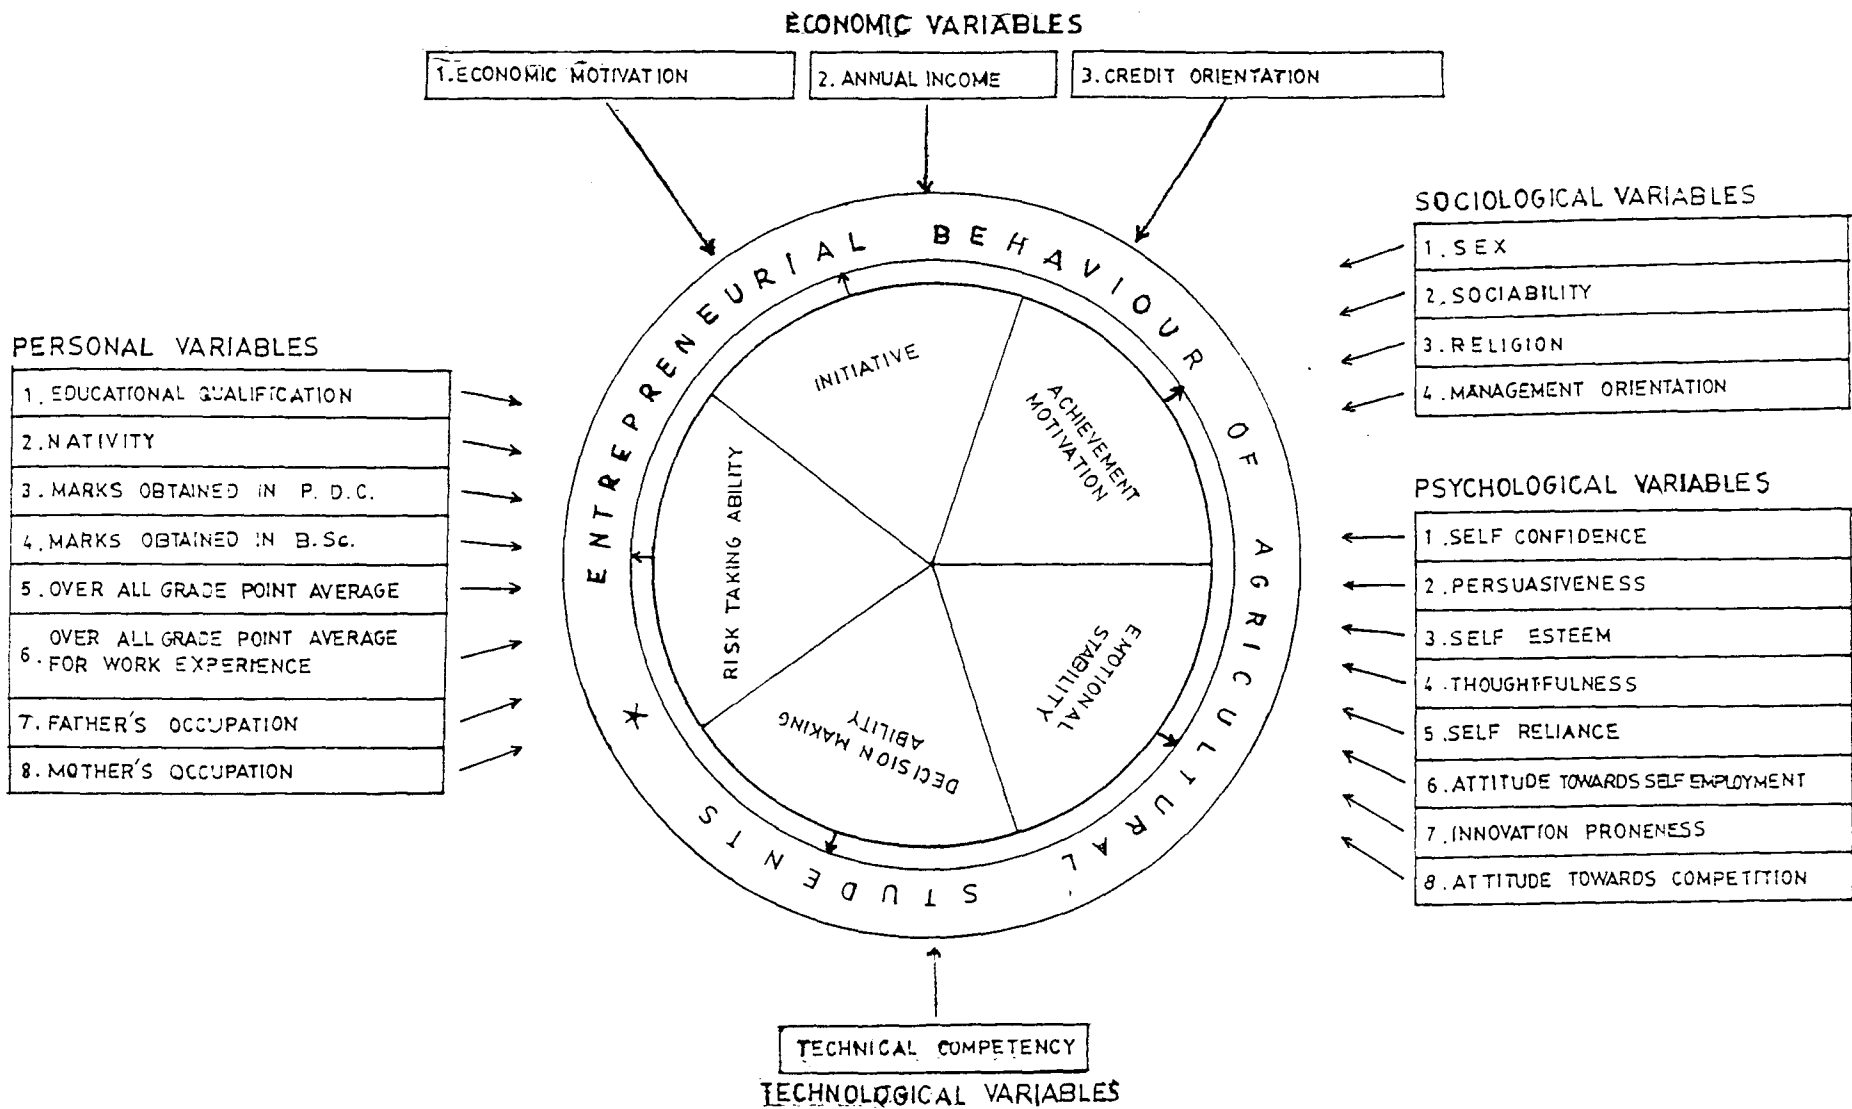 ECONOMIC VARIABLES
1. ECONOMIC MOTIVATION
2. ANNUAL INCOME
3. CREDIT ORIENTATION
SOCIOLOGICAL VARIABLES
1. SEX
2. SOCIABILITY
3. RELIGION
4. MANAGEMENT ORIENTATION
PERSONAL VARIABLES
1. EDUCATIONAL QUALIFICATION
2. NATIVITY
3. MARKS OBTAINED IN P. D. C.
4. MARKS OBTAINED IN B.Sc.
5. OVER ALL GRADE POINT AVERAGE
6. OVER ALL GRADE POINT AVERAGE
FOR WORK EXPERIENCE
7. FATHER'S OCCUPATION
8. MOTHER'S OCCUPATION
ENTREPRENEURIAL BEHAVIOUR OF AGRICULTURAL STUDENTS *
INITIATIVE
ACHIEVEMENT
MOTIVATION
RISK TAKING ABILITY
EMOTIONAL
STABILITY
DECISION MAKING
ABILITY
PSYCHOLOGICAL VARIABLES
1. SELF CONFIDENCE
2. PERSUASIVENESS
3. SELF ESTEEM
4. THOUGHTFULNESS
5. SELF RELIANCE
6. ATTITUDE TOWARDS SELF EMPLOYMENT
7. INNOVATION PRONENESS
8. ATTITUDE TOWARDS COMPETITION
TECHNICAL COMPETENCY
TECHNOLOGICAL VARIABLES